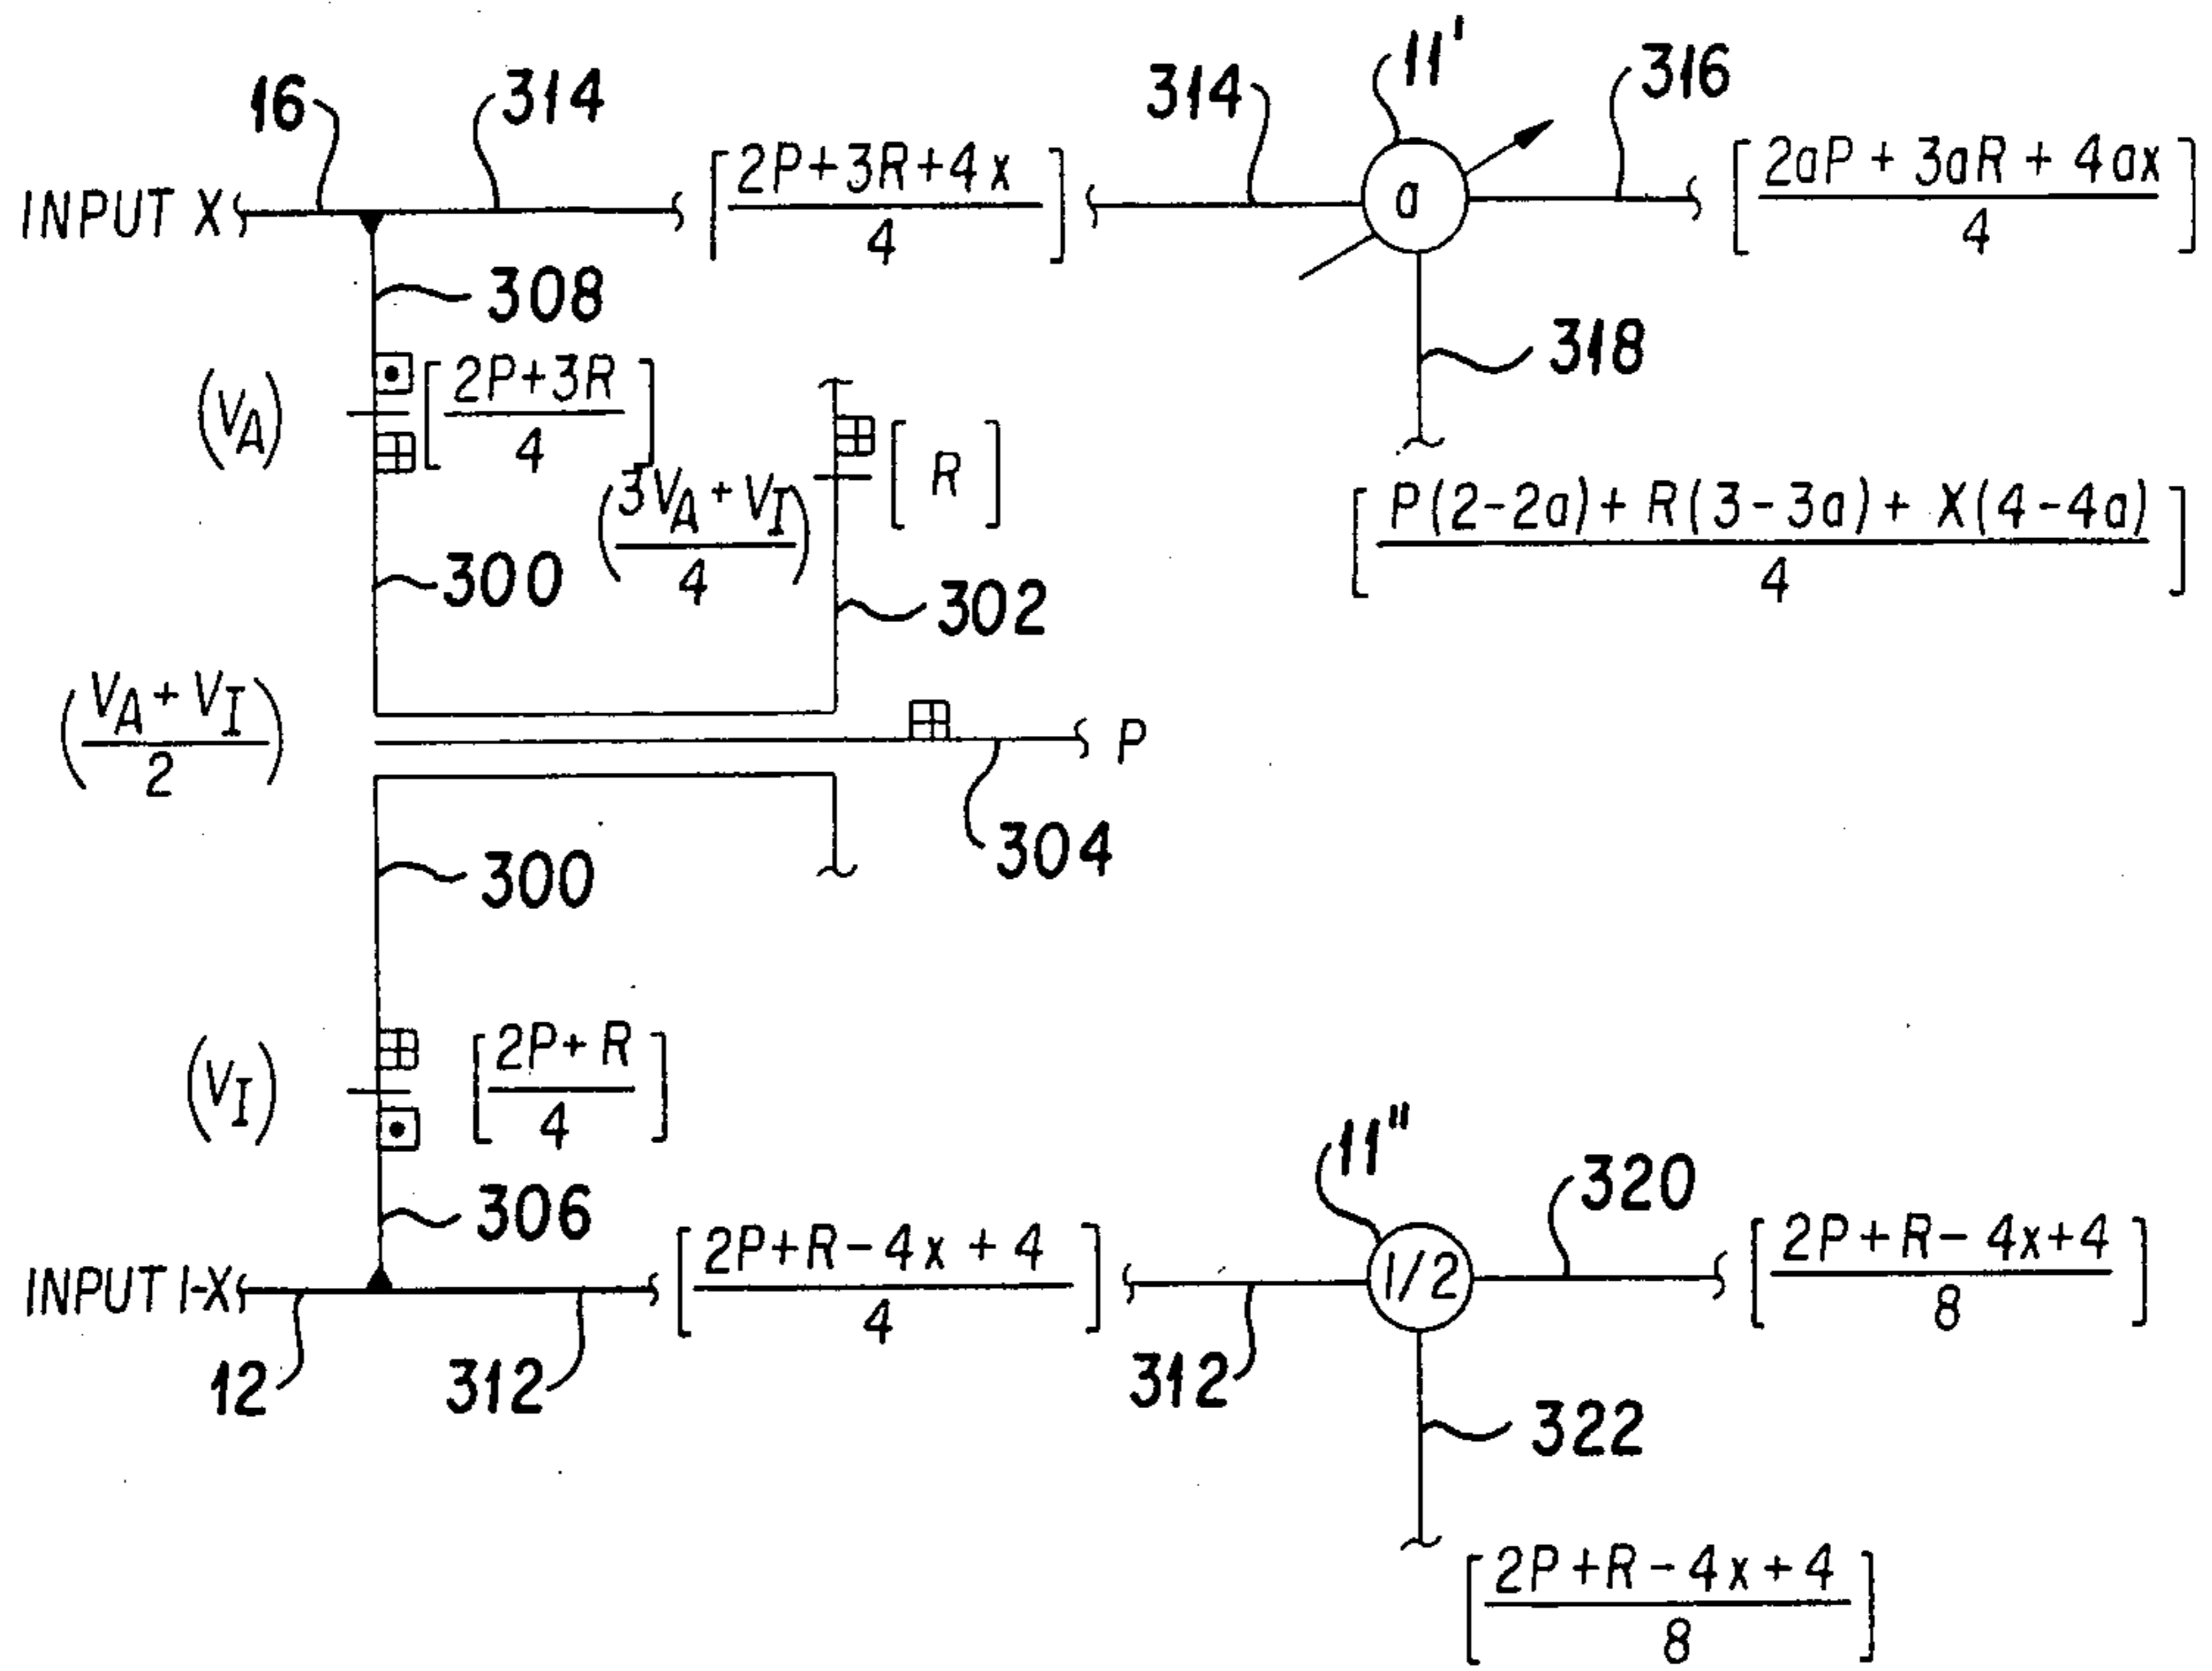 11'
16
314
314
316
INPUT X
[2P+3R+4x / 4]
a
[2aP + 3aR + 4ax / 4]
308
318
(VA)
[2P+3R / 4]
[R]
(3VA + VI / 4)
[P(2-2a) + R(3-3a) + X(4-4a) / 4]
300
302
(VA + VI / 2)
P
304
300
(VI)
[2P+R / 4]
11"
320
306
INPUT 1-X
[2P+R-4x+4 / 4]
1/2
[2P+R-4x+4 / 8]
12
312
312
322
[2P+R-4x+4 / 8]